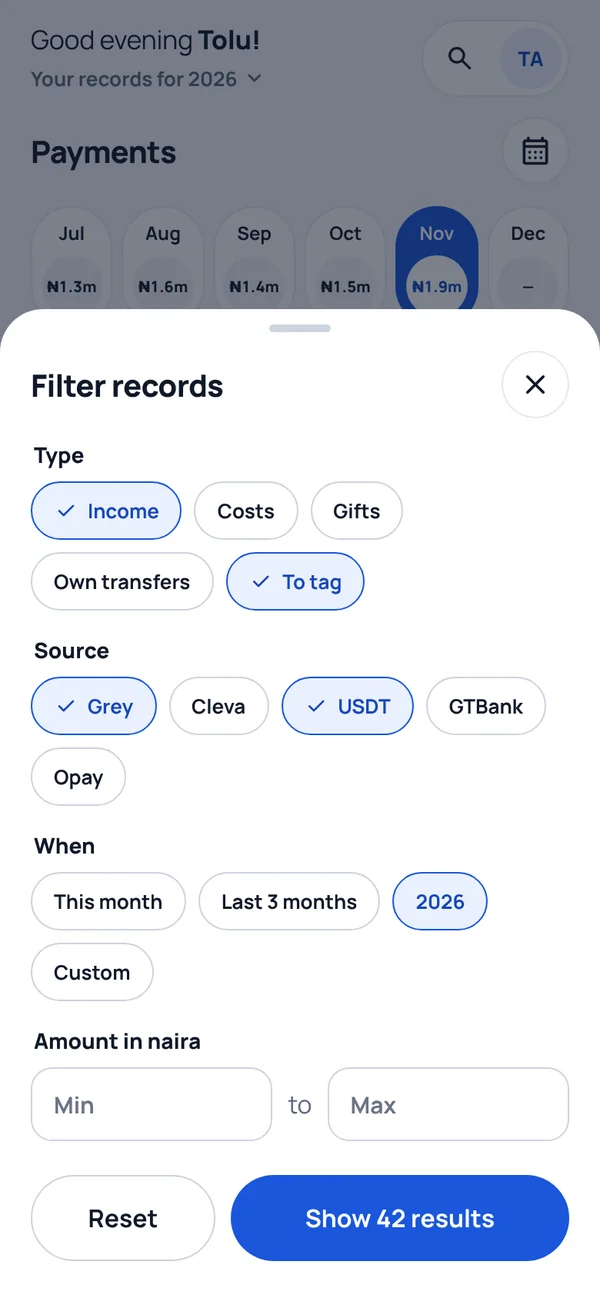 Good evening Tolu!
Your records for 2026
TA
Payments
Jul Aug Sep Oct Nov Dec
₦1.3m ₦1.6m ₦1.4m ₦1.5m ₦1.9m –
Filter records
Type
Income Costs Gifts
Own transfers To tag
Source
Grey Cleva USDT GTBank
Opay
When
This month Last 3 months 2026
Custom
Amount in naira
Min to Max
Reset Show 42 results